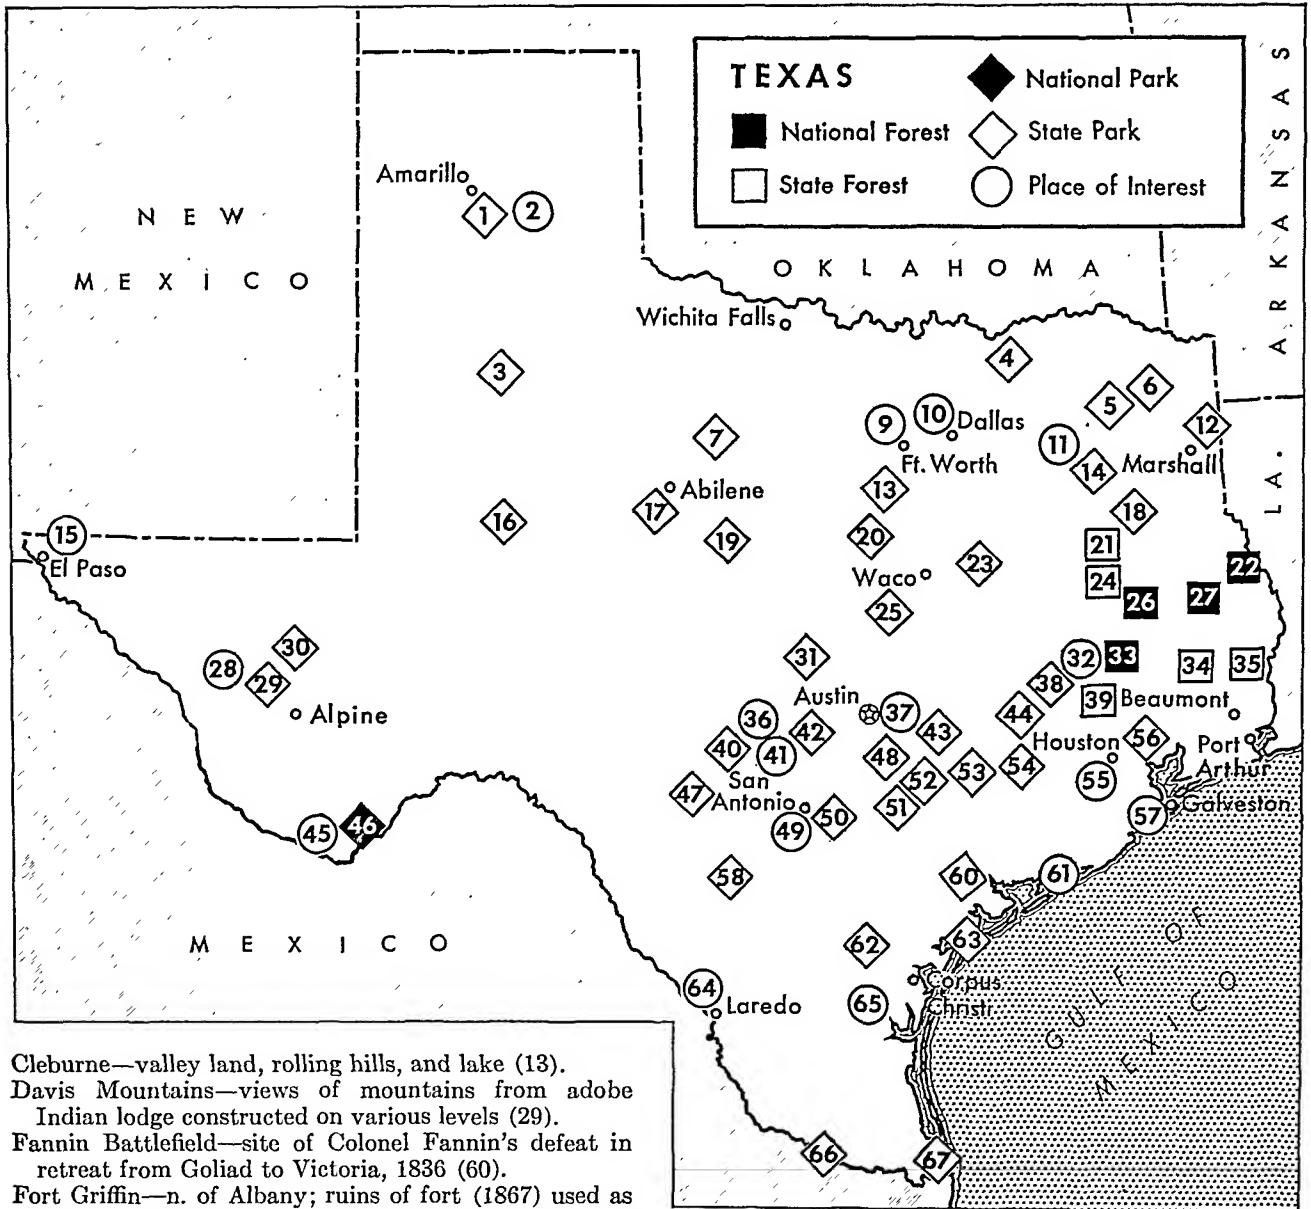 TEXAS
National Park
National Forest
State Park
State Forest
Place of Interest
ARKANSAS
Amarillo
1
2
NEW
MEXICO
OKLAHOMA
Wichita Falls
3
4
5
6
7
9
10
Dallas
11
12
Ft. Worth
Marshall
LA.
13
14
Abilene
15
16
17
18
19
20
21
El Paso
Waco
22
23
24
25
26
27
28
29
30
31
32
33
34
35
Alpine
Austin
36
37
38
39
Beaumont
40
41
42
43
44
Houston
Port
Arthur
45
46
47
San
Antonio
48
49
50
51
52
53
54
55
56
57
Galveston
58
60
61
MEXICO
62
63
GULF OF
MEXICO
64
Laredo
65
Corpus
Christi
66
67
Cleburne—valley land, rolling hills, and lake (13).
Davis Mountains—views of mountains from adobe
Indian lodge constructed on various levels (29).
Fannin Battlefield—site of Colonel Fannin's defeat in
retreat from Goliad to Victoria, 1836 (60).
Fort Griffin—n. of Albany; ruins of fort (1867) used as